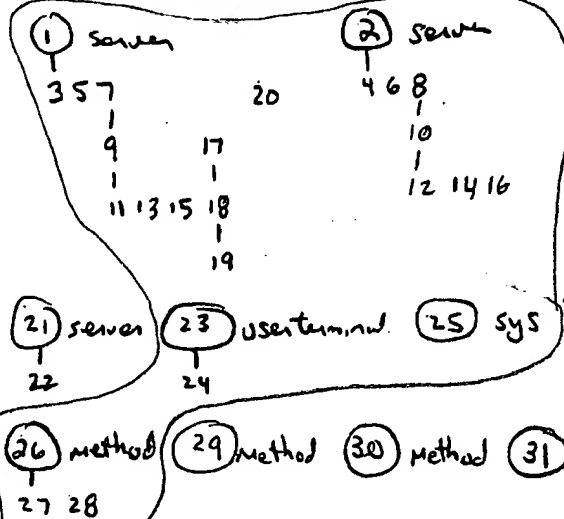 1 server 2 server
3 5 7 20 4 6 8
9 17 10
11 13 15 18 12 14 16
19
21 server 23 userterminal 25 sys
22 24
26 method 29 method 30 method 31
27 28